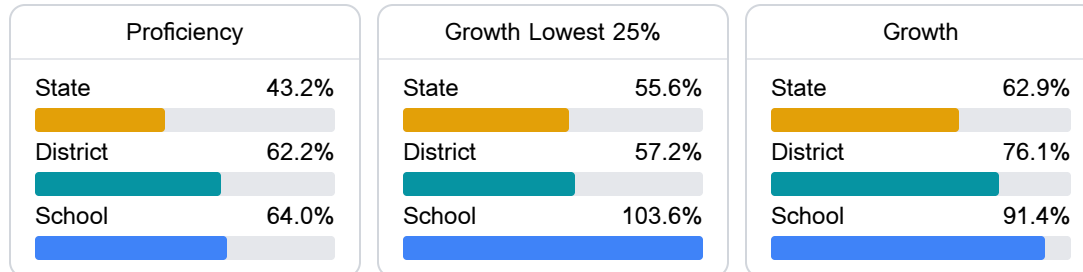 Proficiency
State 43.2%
District 62.2%
School 64.0%
Growth Lowest 25%
State 55.6%
District 57.2%
School 103.6%
Growth
State 62.9%
District 76.1%
School 91.4%